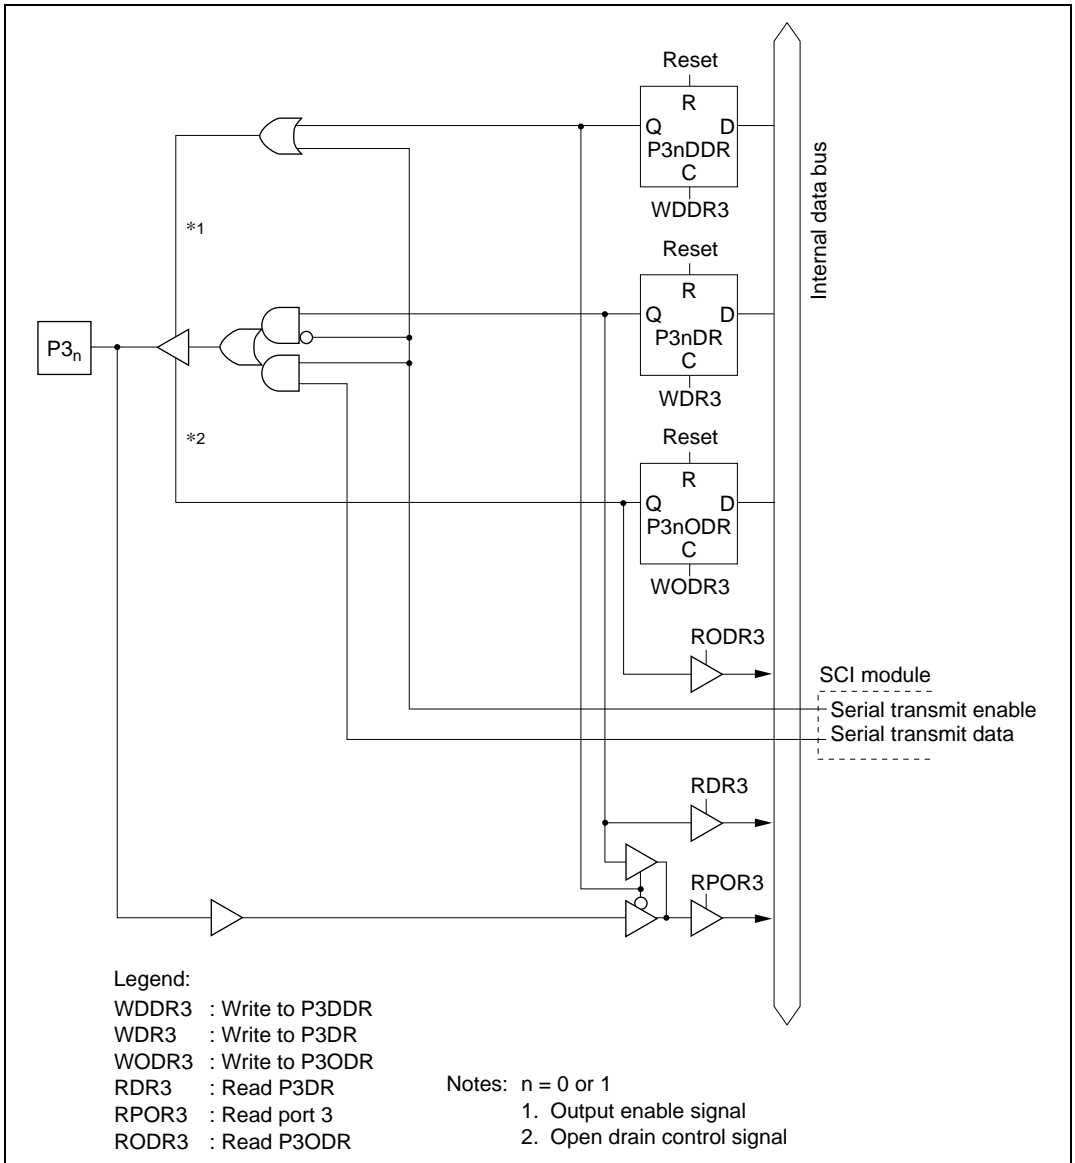 Reset
R
Q D
P3nDDR
C
WDDR3
Internal data bus
*1
Reset
R
Q D
P3nDR
C
WDR3
P3n
*2
Reset
R
Q D
P3nODR
C
WODR3
RODR3
SCI module
Serial transmit enable
Serial transmit data
RDR3
RPOR3
Legend:
WDDR3 : Write to P3DDR
WDR3 : Write to P3DR
WODR3 : Write to P3ODR
RDR3 : Read P3DR
RPOR3 : Read port 3
RODR3 : Read P3ODR
Notes: n = 0 or 1
1. Output enable signal
2. Open drain control signal